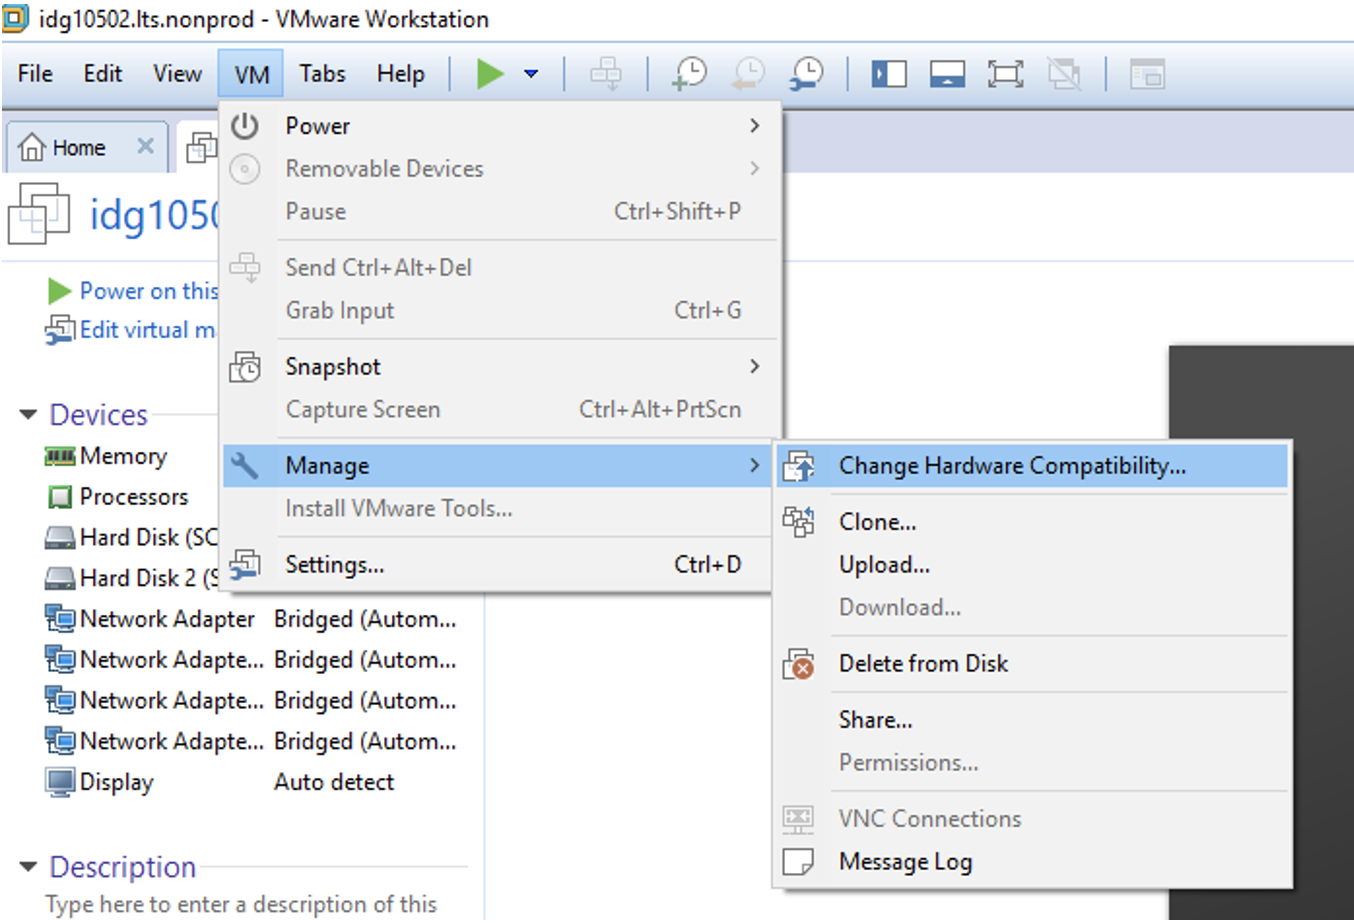 idg10502.lts.nonprod - VMware Workstation
File Edit View VM Tabs Help
Home
idg1050
Power on this
Edit virtual m
Power
Removable Devices
Pause Ctrl+Shift+P
Send Ctrl+Alt+Del
Grab Input Ctrl+G
Snapshot
Capture Screen Ctrl+Alt+PrtScn
Manage
Install VMware Tools...
Settings... Ctrl+D
Change Hardware Compatibility...
Clone...
Upload...
Download...
Delete from Disk
Share...
Permissions...
VNC Connections
Message Log
Devices
Memory
Processors
Hard Disk (SC
Hard Disk 2 (S
Network Adapter Bridged (Autom...
Network Adapte... Bridged (Autom...
Network Adapte... Bridged (Autom...
Network Adapte... Bridged (Autom...
Display Auto detect
Description
Type here to enter a description of this